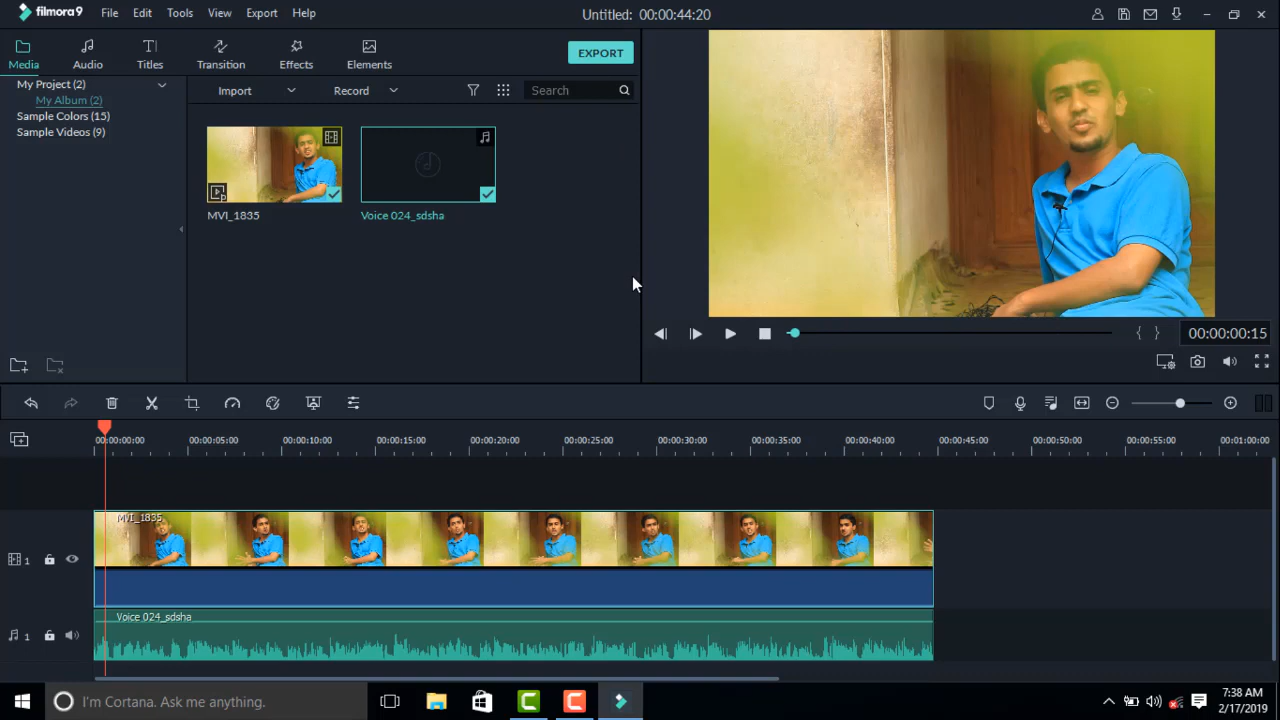 filmora9 File Edit Tools View Export Help Untitled: 00:00:44:20
Media Audio Titles Transition Effects Elements EXPORT
My Project (2)
My Album (2)
Sample Colors (15)
Sample Videos (9)
Import Record Search
MVI_1835 Voice 024_sdsha
00:00:00:15
00:00:00:00 00:00:05:00 00:00:10:00 00:00:15:00 00:00:20:00 00:00:25:00 00:00:30:00 00:00:35:00 00:00:40:00 00:00:45:00 00:00:50:00 00:00:55:00 00:01:00:00
MVI_1835
1
Voice 024_sdsha
1
I'm Cortana. Ask me anything.
7:38 AM
2/17/2019